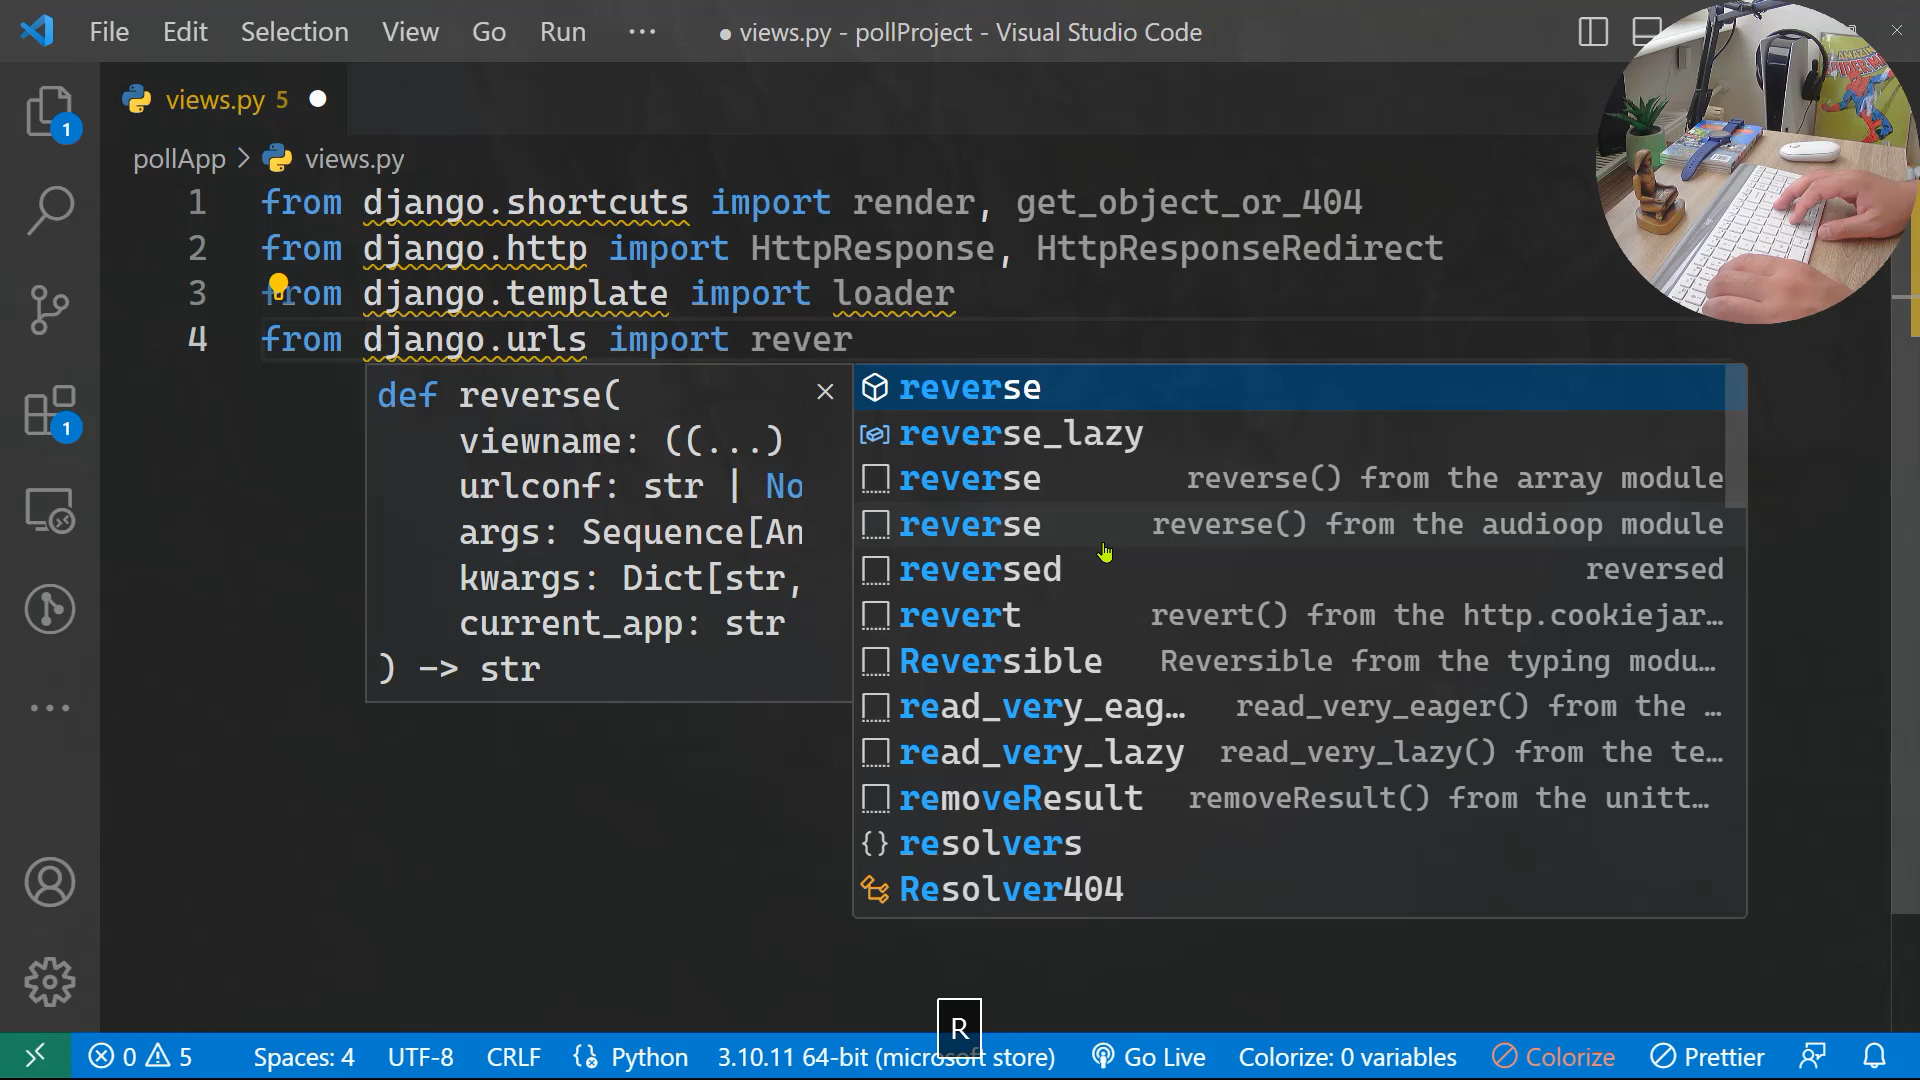 File Edit Selection View Go Run ··· ● views.py - pollProject - Visual Studio Code
views.py 5
1
pollApp > views.py
1 from django.shortcuts import render, get_object_or_404
2 from django.http import HttpResponse, HttpResponseRedirect
3 from django.template import loader
4 from django.urls import rever
def reverse(
viewname: ((...)
urlconf: str | No
args: Sequence[An
kwargs: Dict[str,
current_app: str
) -> str
reverse
reverse_lazy
reverse reverse() from the array module
reverse reverse() from the audioop module
reversed reversed
revert revert() from the http.cookiejar…
Reversible Reversible from the typing modu…
read_very_eag… read_very_eager() from the …
read_very_lazy read_very_lazy() from the te…
removeResult removeResult() from the unitt…
resolvers
Resolver404
1
R
0 5 Spaces: 4 UTF-8 CRLF Python 3.10.11 64-bit (microsoft store) Go Live Colorize: 0 variables Colorize Prettier
AMAZING